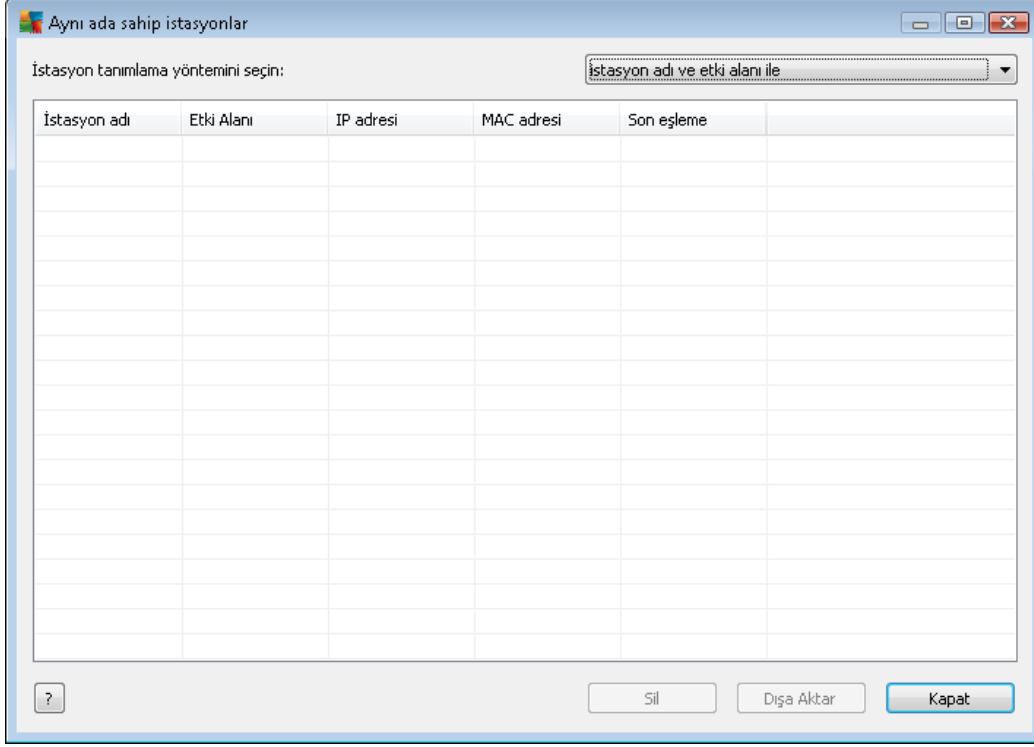 Aynı ada sahip istasyonlar
İstasyon tanımlama yöntemini seçin:
istasyon adı ve etki alanı ile
İstasyon adı Etki Alanı IP adresi MAC adresi Son eşleme
?
Sil Dışa Aktar Kapat